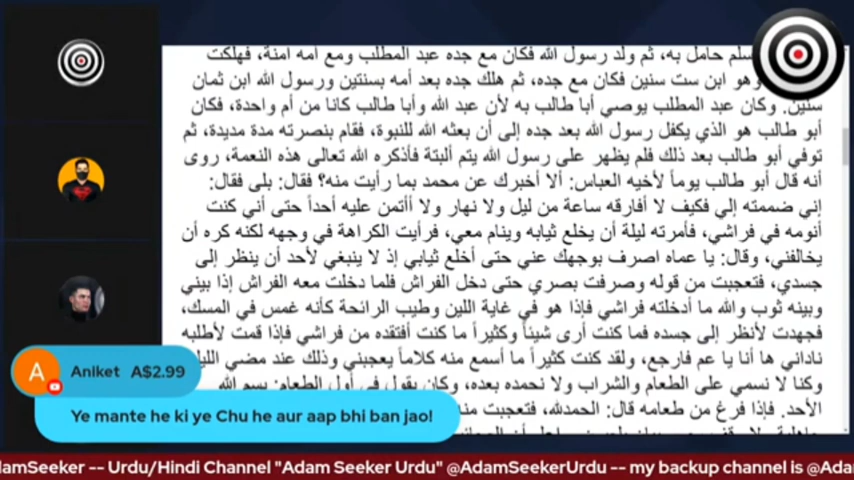 سلم حامل به، ثم ولد رسول الله فكان مع جده عبد المطلب ومع أمه آمنة، فهلكت
وهو ابن ست سنين فكان مع جده، ثم هلك جده بعد أمه بسنتين ورسول الله ابن ثمان
سنين. وكان عبد المطلب يوصي أبا طالب به لأن عبد الله وأبا طالب كانا من أم واحدة، فكان
أبو طالب هو الذي يكفل رسول الله بعد جده إلى أن بعثه الله للنبوة، فقام بنصرته مدة مديدة، ثم
توفي أبو طالب بعد ذلك فلم يظهر على رسول الله يتم ألبتة فأذكره الله تعالى هذه النعمة، روى
أنه قال أبو طالب يوماً لأخيه العباس: ألا أخبرك عن محمد بما رأيت منه؟ فقال: بلى فقال:
إني ضممته إلي فكيف لا أفارقه ساعة من ليل ولا نهار ولا أأتمن عليه أحداً حتى أني كنت
أنومه في فراشي، فأمرته ليلة أن يخلع ثيابه وينام معي، فرأيت الكراهة في وجهه لكنه كره أن
يخالفني، وقال: يا عماه اصرف بوجهك عني حتى أخلع ثيابي إذ لا ينبغي لأحد أن ينظر إلى
جسدي، فتعجبت من قوله وصرفت بصري حتى دخل الفراش فلما دخلت معه الفراش إذا بيني
وبينه ثوب والله ما أدخلته فراشي فإذا هو في غاية اللين وطيب الرائحة كأنه غمس في المسك،
فجهدت لأنظر إلى جسده فما كنت أرى شيئاً وكثيراً ما كنت أفتقده من فراشي فإذا قمت لأطلبه
ناداني ها أنا يا عم فارجع، ولقد كنت كثيراً ما أسمع منه كلاماً يعجبني وذلك عند مضي الليل
وكنا لا نسمي على الطعام والشراب ولا نحمده بعده، وكان يقول في أول الطعام: بسم الله
الأحد. فإذا فرغ من طعامه قال: الحمدلله، فتعجبت منه
A Aniket A$2.99
Ye mante he ki ye Chu he aur aap bhi ban jao!
damSeeker -- Urdu/Hindi Channel "Adam Seeker Urdu" @AdamSeekerUrdu -- my backup channel is @Ada